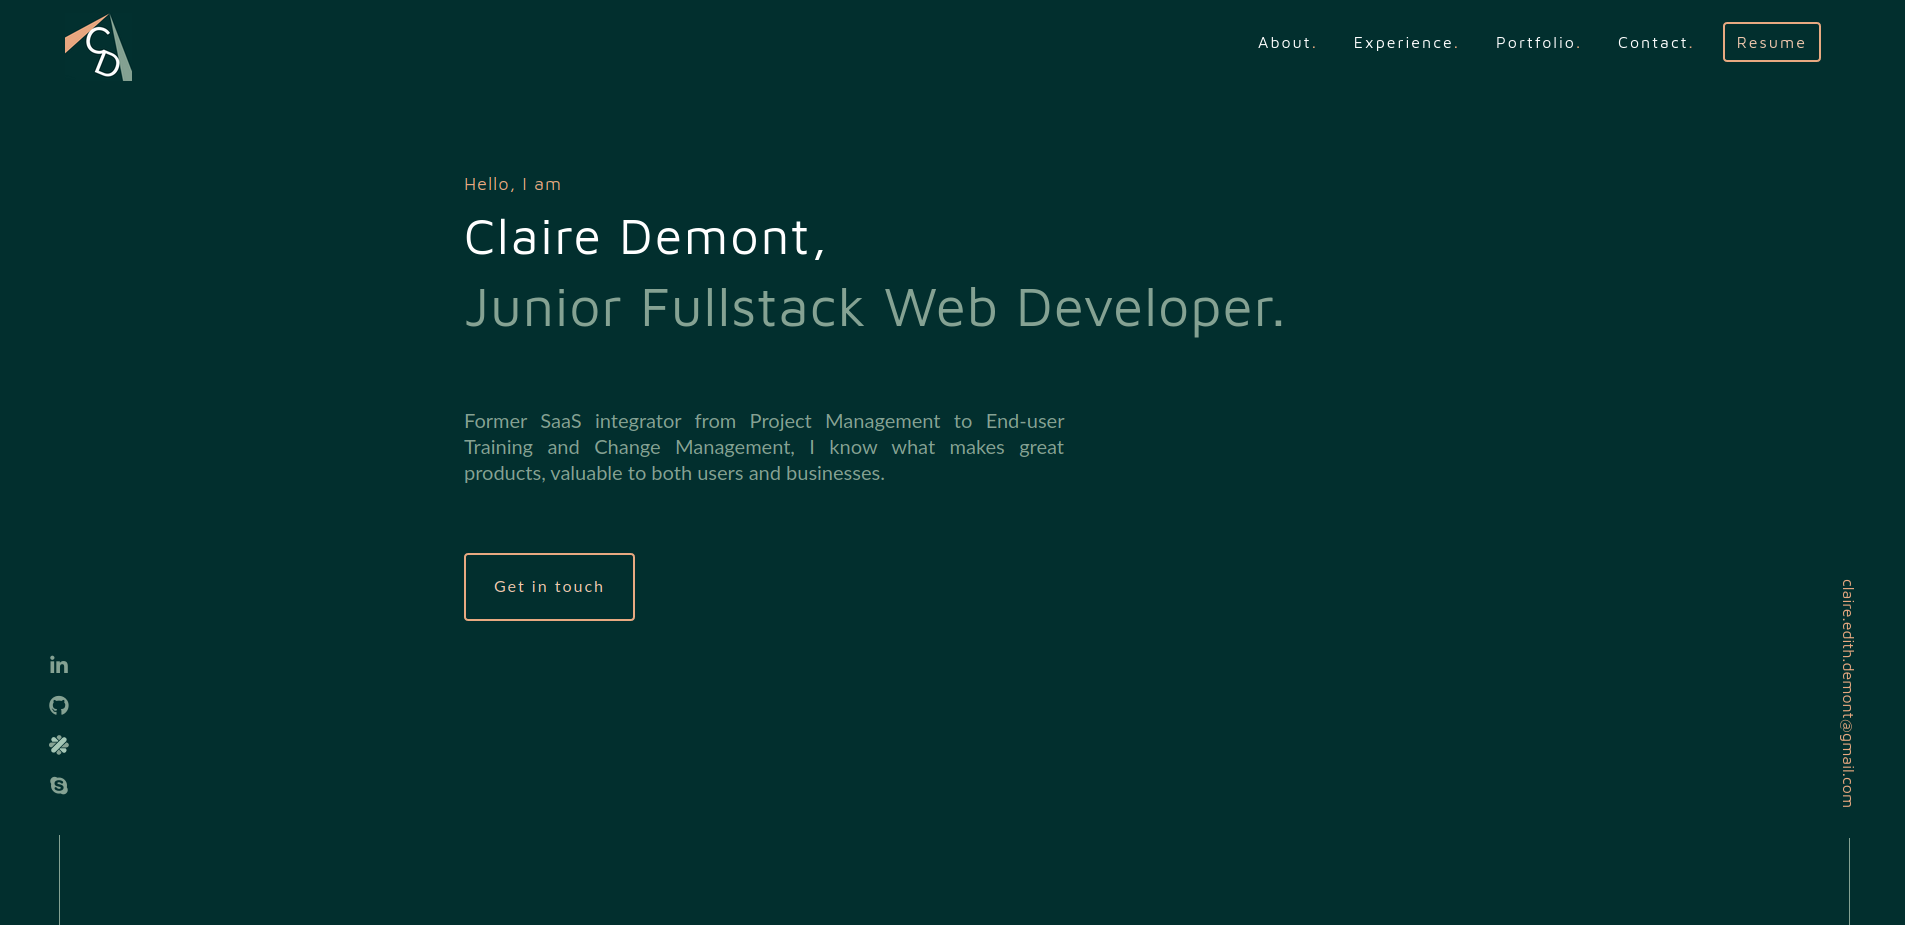 CD
About.
Experience.
Portfolio.
Contact.
Resume
Hello, I am
Claire Demont,
Junior Fullstack Web Developer.
Former SaaS integrator from Project Management to End-user
Training and Change Management, I know what makes great
products, valuable to both users and businesses.
Get in touch
claire.edith.demont@gmail.com